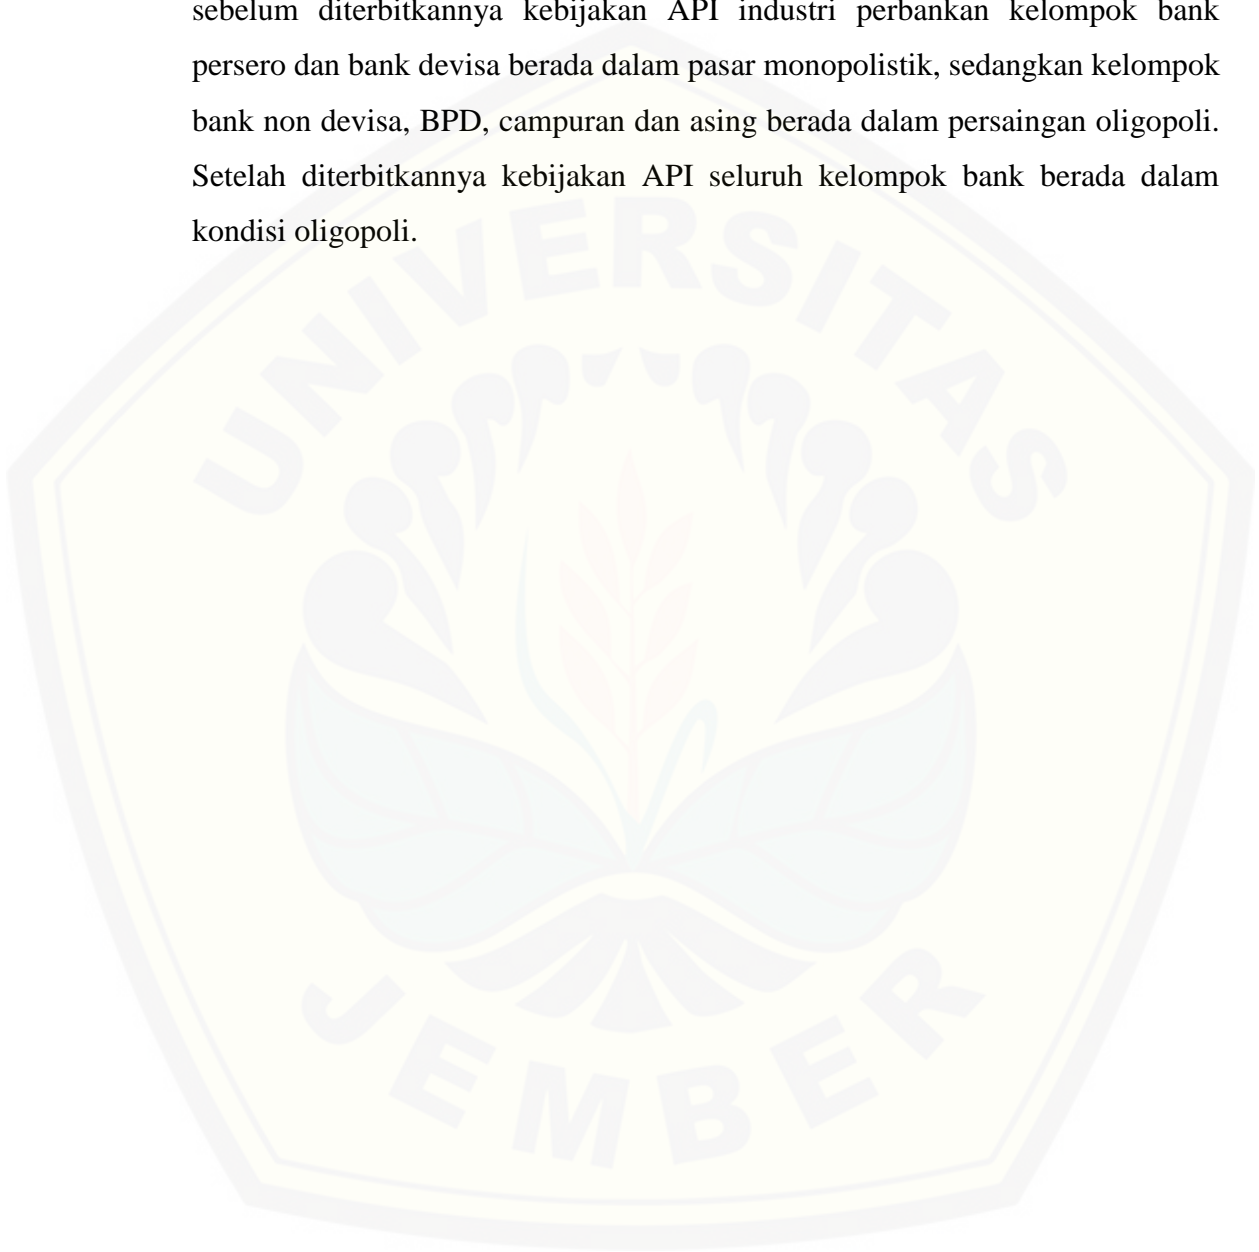 sebelum diterbitkannya kebijakan API industri perbankan kelompok bank
persero dan bank devisa berada dalam pasar monopolistik, sedangkan kelompok
bank non devisa, BPD, campuran dan asing berada dalam persaingan oligopoli.
Setelah diterbitkannya kebijakan API seluruh kelompok bank berada dalam
kondisi oligopoli.
UNIVERSITAS
JEMBER